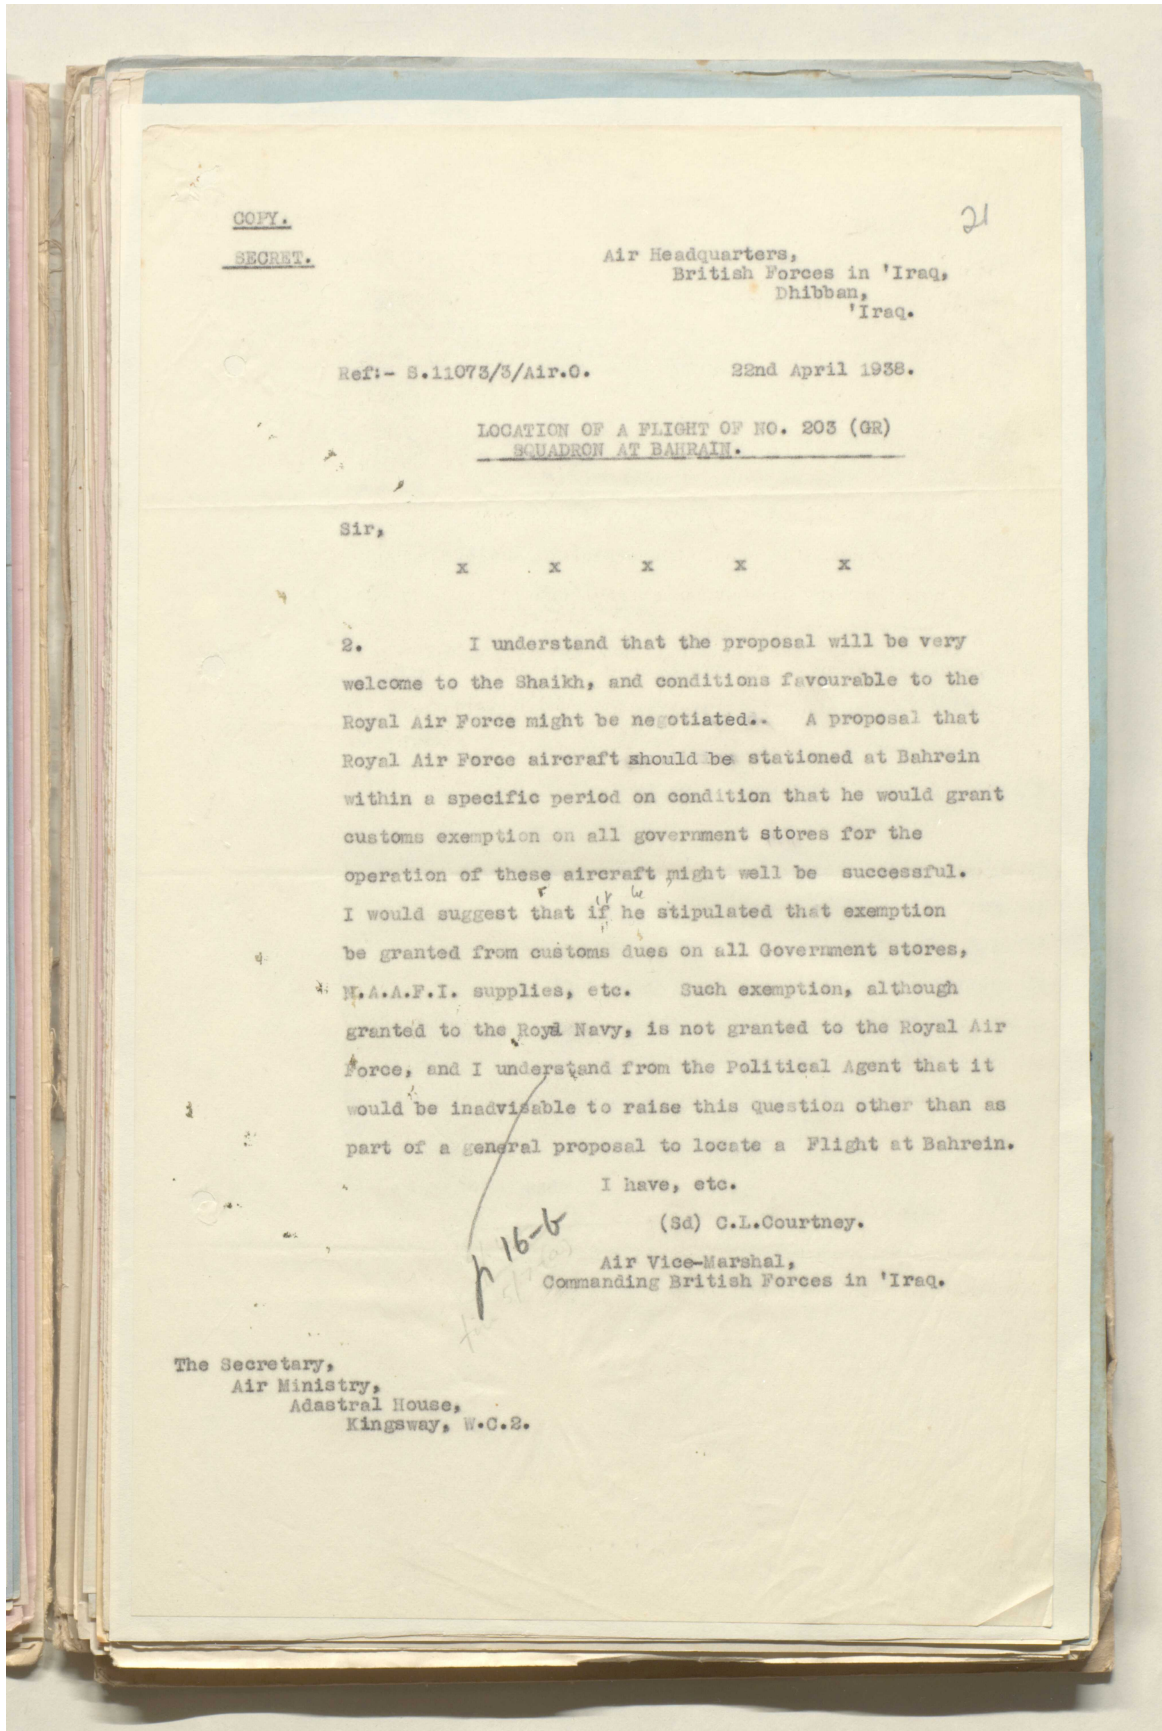 COPY.
21
SECRET.
Air Headquarters,
British Forces in 'Iraq,
Dhibban,
'Iraq.
Ref:- S.11073/3/Air.O.
22nd April 1938.
LOCATION OF A FLIGHT OF NO. 203 (GR)
SQUADRON AT BAHRAIN.
Sir,
x x x x x
2. I understand that the proposal will be very
welcome to the Shaikh, and conditions favourable to the
Royal Air Force might be negotiated.. A proposal that
Royal Air Force aircraft should be stationed at Bahrein
within a specific period on condition that he would grant
customs exemption on all government stores for the
operation of these aircraft might well be successful.
I would suggest that if he stipulated that exemption
be granted from customs dues on all Government stores,
N.A.A.F.I. supplies, etc. Such exemption, although
granted to the Royal Navy, is not granted to the Royal Air
Force, and I understand from the Political Agent that it
would be inadvisable to raise this question other than as
part of a general proposal to locate a Flight at Bahrein.
I have, etc.
(Sd) C.L.Courtney.
p 16-6
Air Vice-Marshal,
Commanding British Forces in 'Iraq.
The Secretary,
Air Ministry,
Adastral House,
Kingsway, W.C.2.